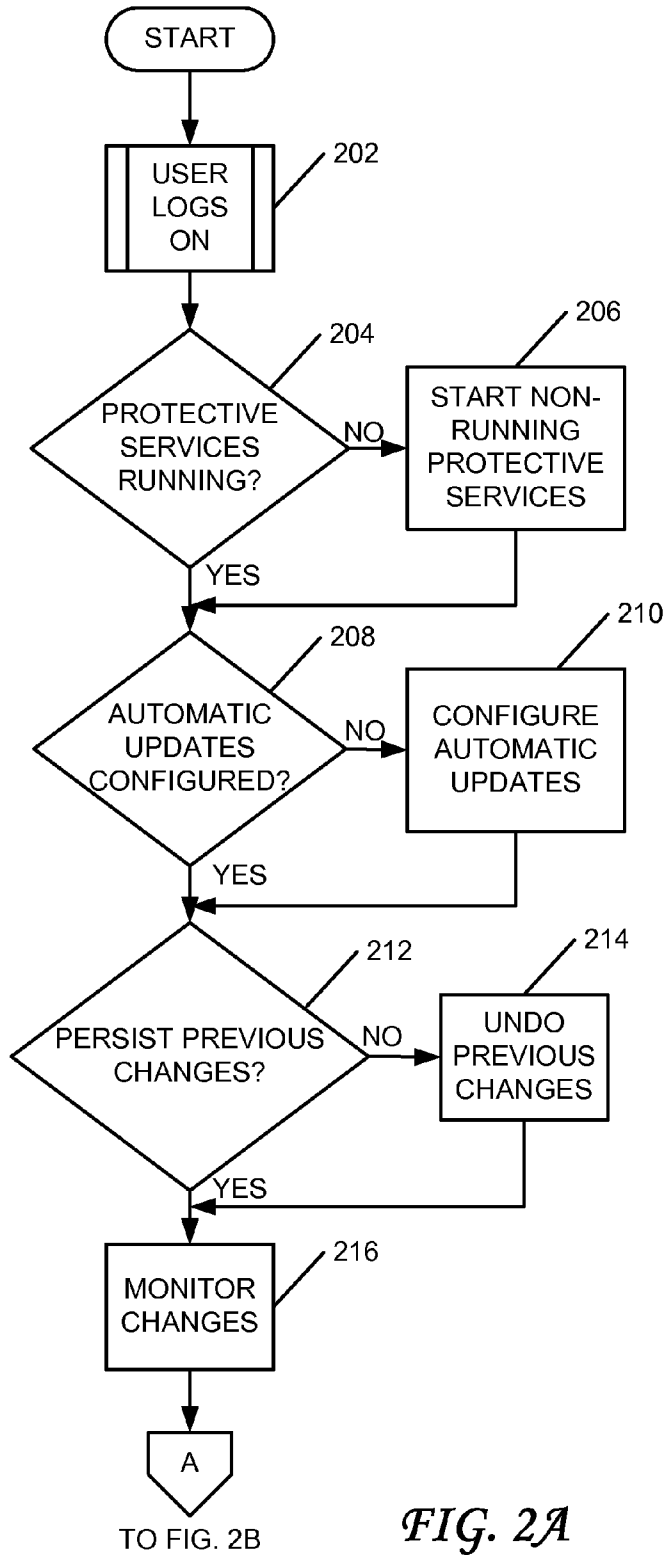 START
202
USER
LOGS
ON
204
PROTECTIVE
SERVICES
RUNNING?
NO
206
START NON-
RUNNING
PROTECTIVE
SERVICES
YES
208
AUTOMATIC
UPDATES
CONFIGURED?
NO
210
CONFIGURE
AUTOMATIC
UPDATES
YES
212
PERSIST PREVIOUS
CHANGES?
NO
214
UNDO
PREVIOUS
CHANGES
YES
216
MONITOR
CHANGES
A
TO FIG. 2B
FIG. 2A